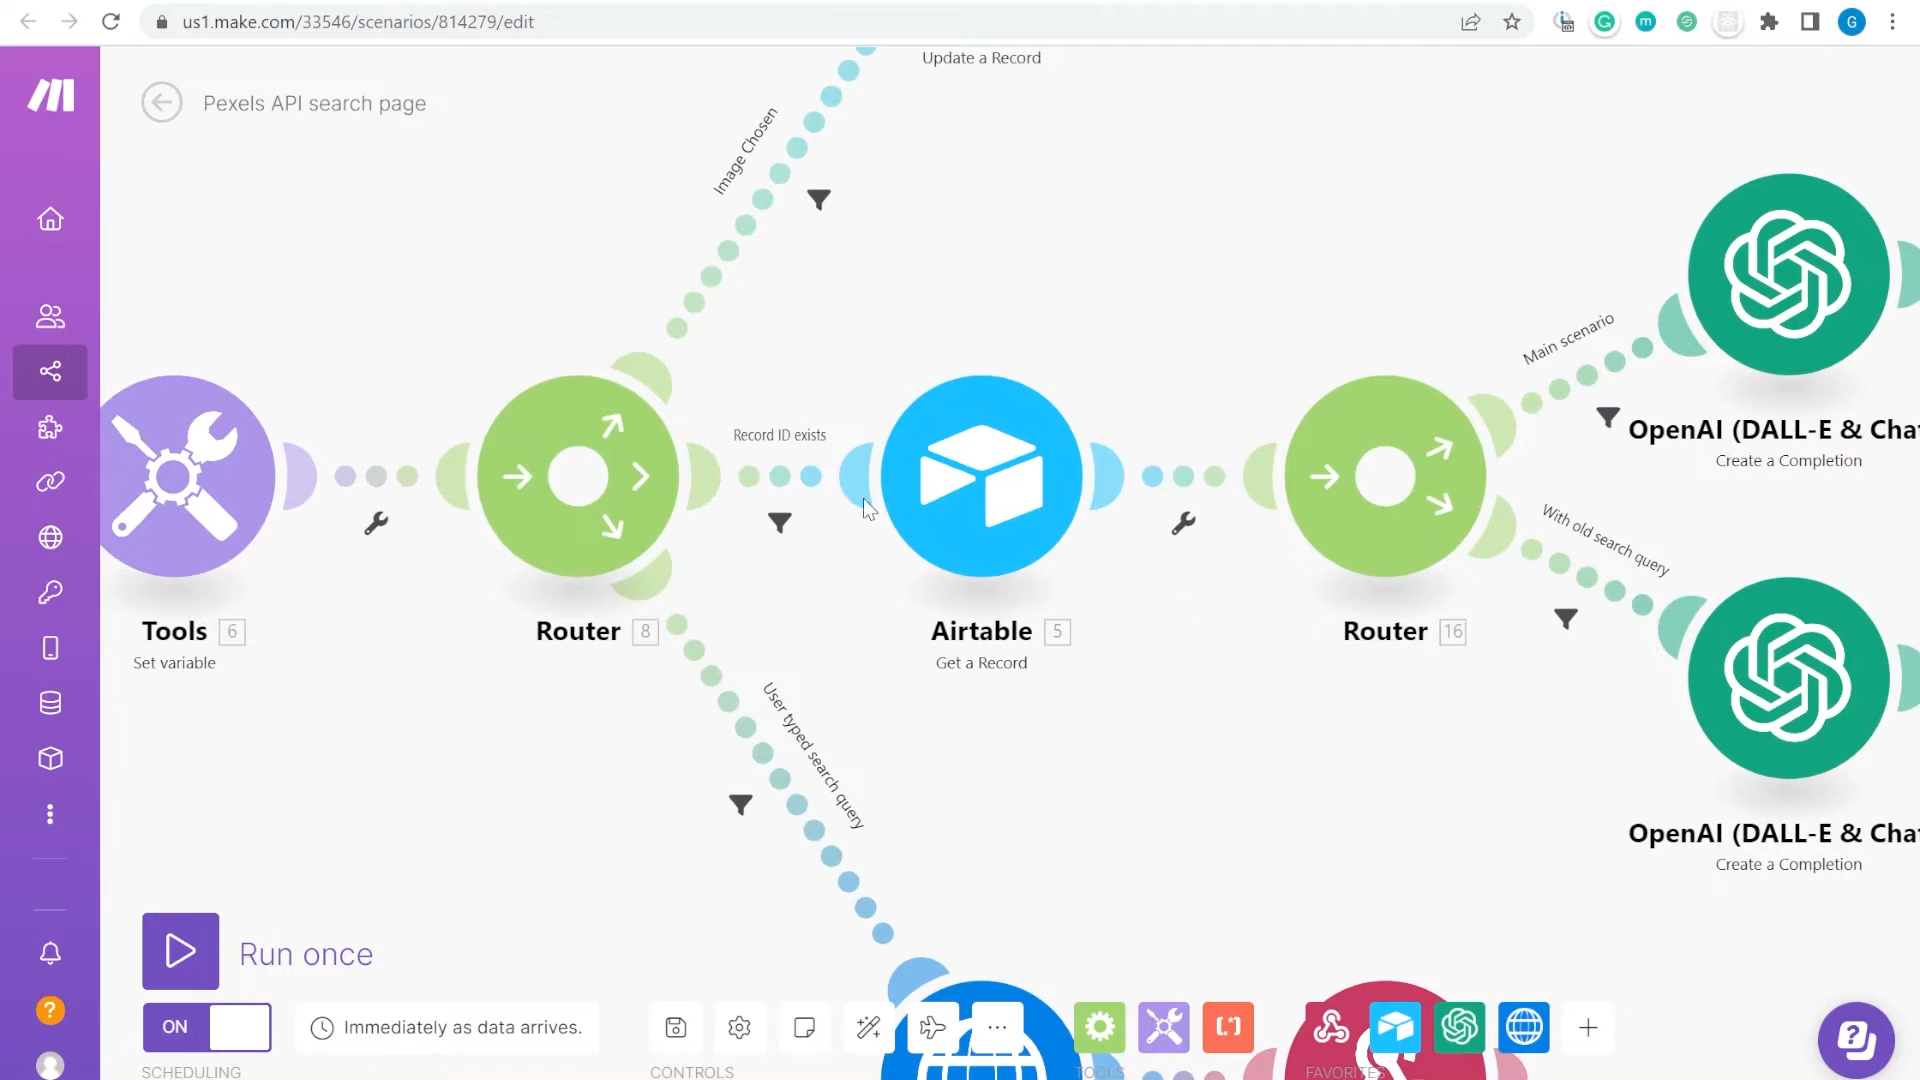 us1.make.com/33546/scenarios/814279/edit
G
m
G
Pexels API search page
Update a Record
Image Chosen
Record ID exists
Main scenario
With old search query
User typed search query
OpenAI (DALL-E & Cha
Create a Completion
Tools 6
Set variable
Router 8
Airtable 5
Get a Record
Router 16
OpenAI (DALL-E & Cha
Create a Completion
Run once
?
ON
Immediately as data arrives.
[.*]
?
SCHEDULING
CONTROLS
TOOLS
FAVORITES